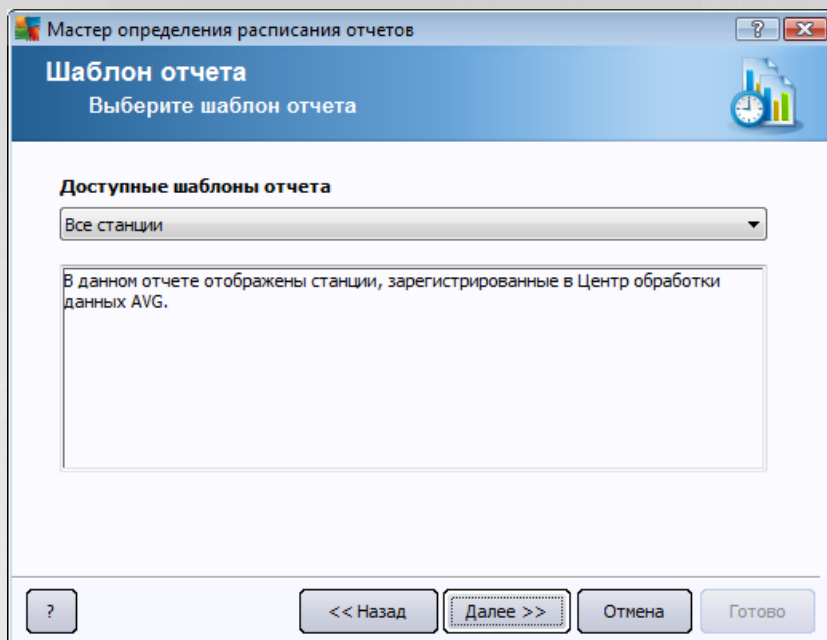 Мастер определения расписания отчетов
Шаблон отчета
Выберите шаблон отчета
Доступные шаблоны отчета
Все станции
В данном отчете отображены станции, зарегистрированные в Центр обработки
данных AVG.
?
<< Назад
Далее >>
Отмена
Готово